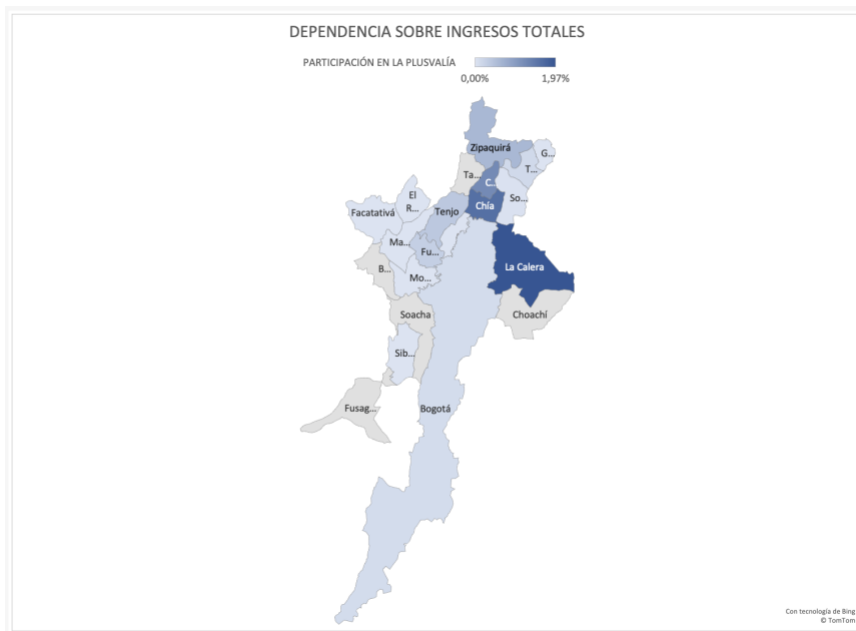 DEPENDENCIA SOBRE INGRESOS TOTALES
PARTICIPACIÓN EN LA PLUSVALÍA
0,00% 1,97%
Zipaquirá
G...
Ta...
T...
C...
El
R...
So...
Facatativá
Tenjo
Chía
Ma...
Fu...
B...
La Calera
Mo...
Soacha
Choachí
Sib...
Fusag...
Bogotá
Con tecnología de Bing
© TomTom